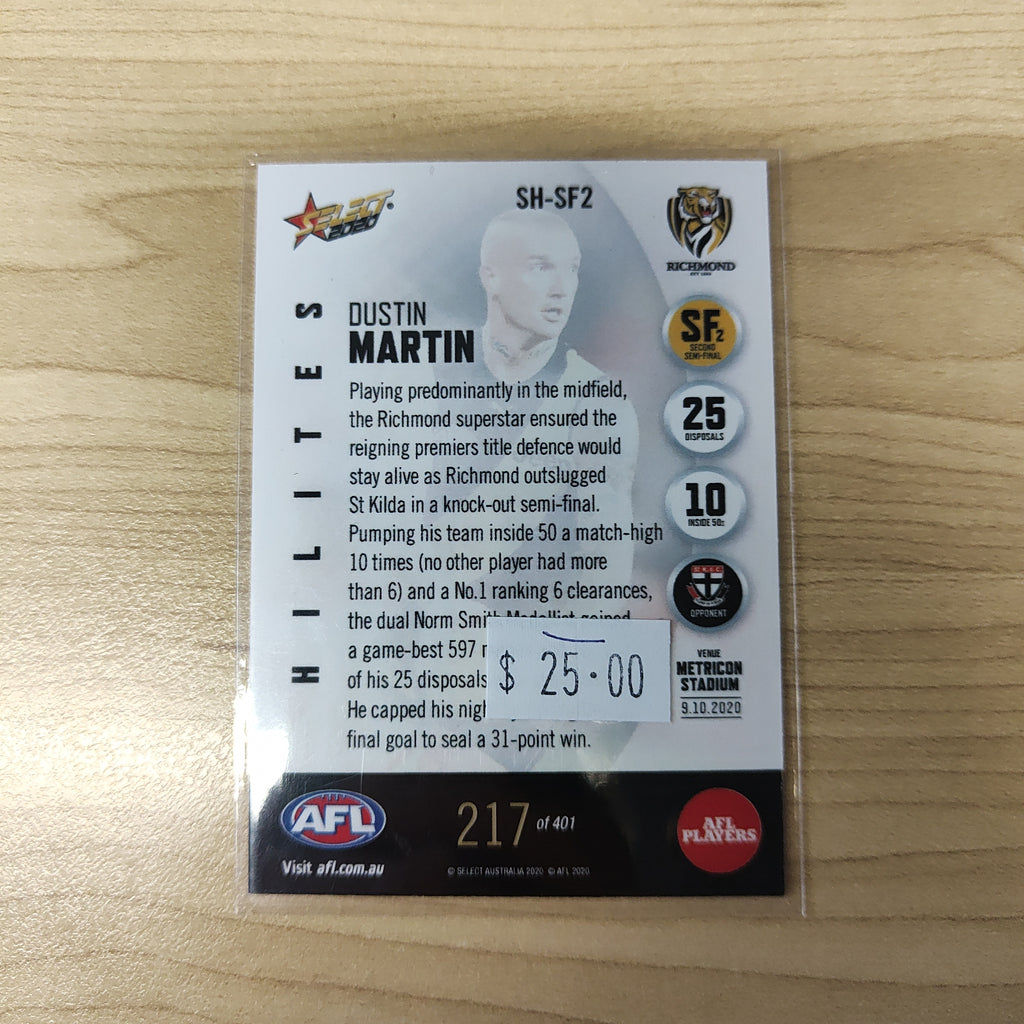 SELECT
2020
SH-SF2
RICHMOND
HILITES
DUSTIN
MARTIN
Playing predominantly in the midfield,
the Richmond superstar ensured the
reigning premiers title defence would
stay alive as Richmond outslugged
St Kilda in a knock-out semi-final.
Pumping his team inside 50 a match-high
10 times (no other player had more
than 6) and a No.1 ranking 6 clearances,
the dual Norm Smith Medallist gained
a game-best 597
of his 25 disposals
He capped his
final goal to seal a 31-point win.
$ 25.00
SF2
SECOND
SEMI-FINAL
25
DISPOSALS
10
INSIDE 50s
OPPONENT
VENUE
METRICON
STADIUM
9.10.2020
AFL
Visit afl.com.au
217 of 401
© SELECT AUSTRALIA 2020 © AFL 2020
AFL
PLAYERS